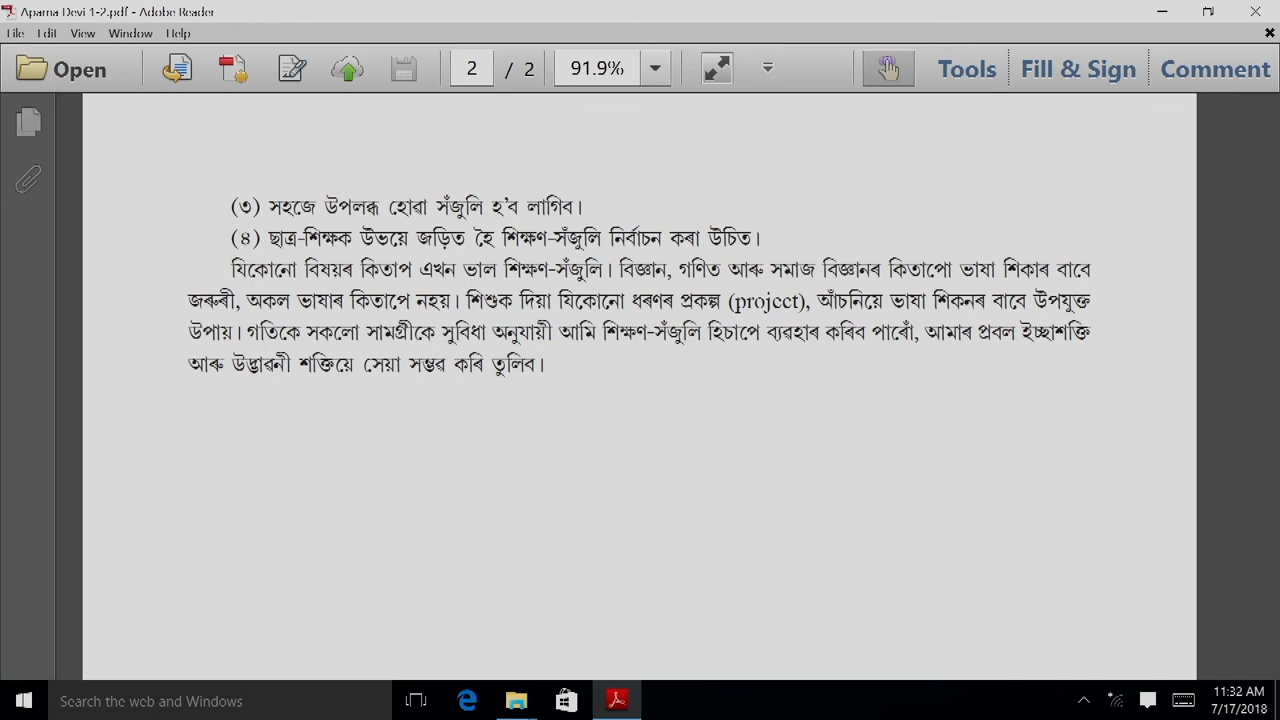 Aparna Devi 1-2.pdf - Adobe Reader
File Edit View Window Help
Open 2 / 2 91.9% Tools Fill & Sign Comment
(৩) সহজে উপলব্ধ হোৱা সঁজুলি হ'ব লাগিব।
(৪) ছাত্ৰ-শিক্ষক উভয়ে জড়িত হৈ শিক্ষণ-সঁজুলি নিৰ্বাচন কৰা উচিত।
যিকোনো বিষয়ৰ কিতাপ এখন ভাল শিক্ষণ-সঁজুলি। বিজ্ঞান, গণিত আৰু সমাজ বিজ্ঞানৰ কিতাপো ভাষা শিকাৰ বাবে
জৰুৰী, অকল ভাষাৰ কিতাপে নহয়। শিশুক দিয়া যিকোনো ধৰণৰ প্ৰকল্প (project), আঁচনিয়ে ভাষা শিকনৰ বাবে উপযুক্ত
উপায়। গতিকে সকলো সামগ্ৰীকে সুবিধা অনুযায়ী আমি শিক্ষণ-সঁজুলি হিচাপে ব্যৱহাৰ কৰিব পাৰোঁ, আমাৰ প্ৰবল ইচ্ছাশক্তি
আৰু উদ্ভাৱনী শক্তিয়ে সেয়া সম্ভৱ কৰি তুলিব।
Search the web and Windows
11:32 AM
7/17/2018